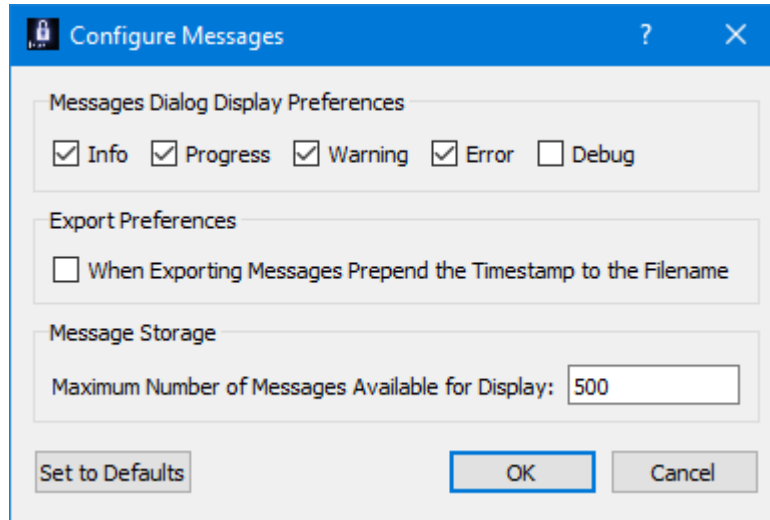 Configure Messages ?
Messages Dialog Display Preferences
Info Progress Warning Error Debug
Export Preferences
When Exporting Messages Prepend the Timestamp to the Filename
Message Storage
Maximum Number of Messages Available for Display: 500
Set to Defaults OK Cancel